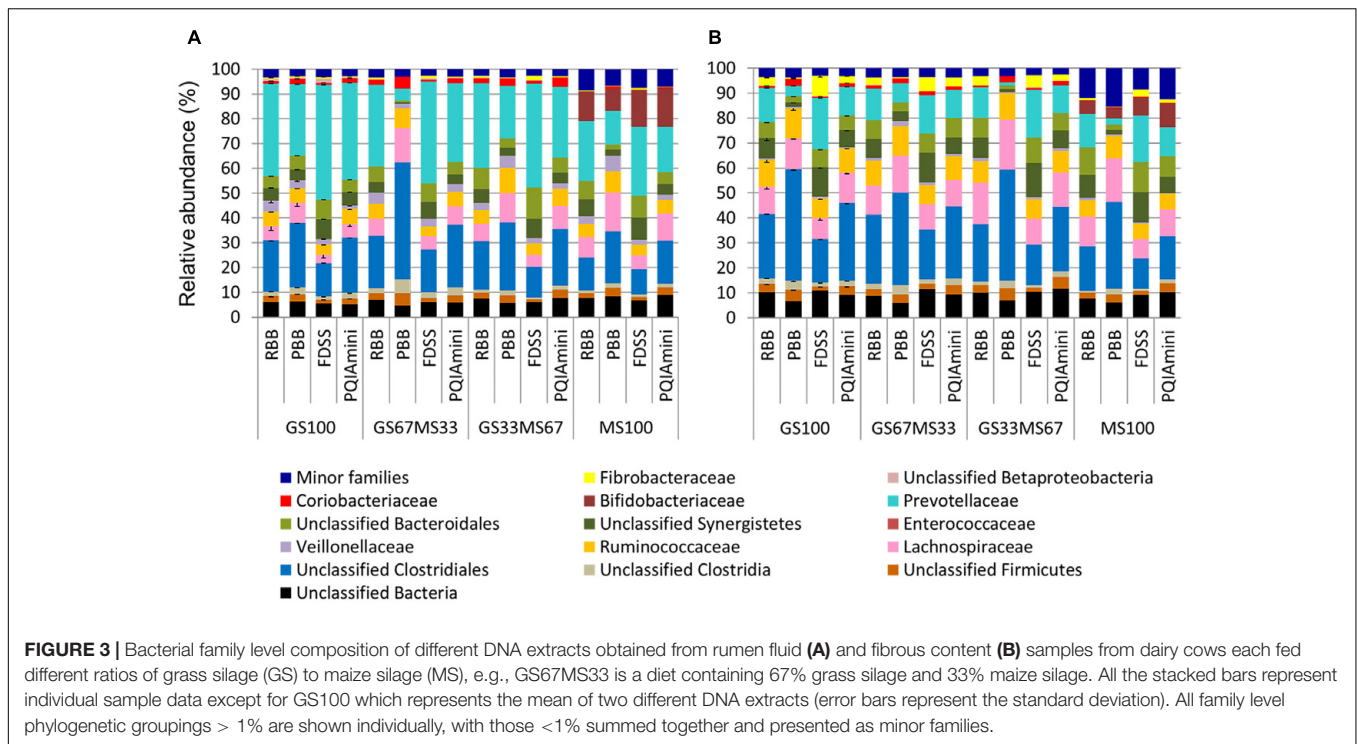 A
B
Relative abundance (%)
100
90
80
70
60
50
40
30
20
10
0
100
90
80
70
60
50
40
30
20
10
0
RBB PBB FDSS PQIAmini RBB PBB FDSS PQIAmini RBB PBB FDSS PQIAmini RBB PBB FDSS PQIAmini
GS100 GS67MS33 GS33MS67 MS100
RBB PBB FDSS PQIAmini RBB PBB FDSS PQIAmini RBB PBB FDSS PQIAmini RBB PBB FDSS PQIAmini
GS100 GS67MS33 GS33MS67 MS100
Minor families Fibrobacteraceae Unclassified Betaproteobacteria
Coriobacteriaceae Bifidobacteriaceae Prevotellaceae
Unclassified Bacteroidales Unclassified Synergistetes Enterococcaceae
Veillonellaceae Ruminococcaceae Lachnospiraceae
Unclassified Clostridiales Unclassified Clostridia Unclassified Firmicutes
Unclassified Bacteria
FIGURE 3 | Bacterial family level composition of different DNA extracts obtained from rumen fluid (A) and fibrous content (B) samples from dairy cows each fed
different ratios of grass silage (GS) to maize silage (MS), e.g., GS67MS33 is a diet containing 67% grass silage and 33% maize silage. All the stacked bars represent
individual sample data except for GS100 which represents the mean of two different DNA extracts (error bars represent the standard deviation). All family level
phylogenetic groupings > 1% are shown individually, with those <1% summed together and presented as minor families.